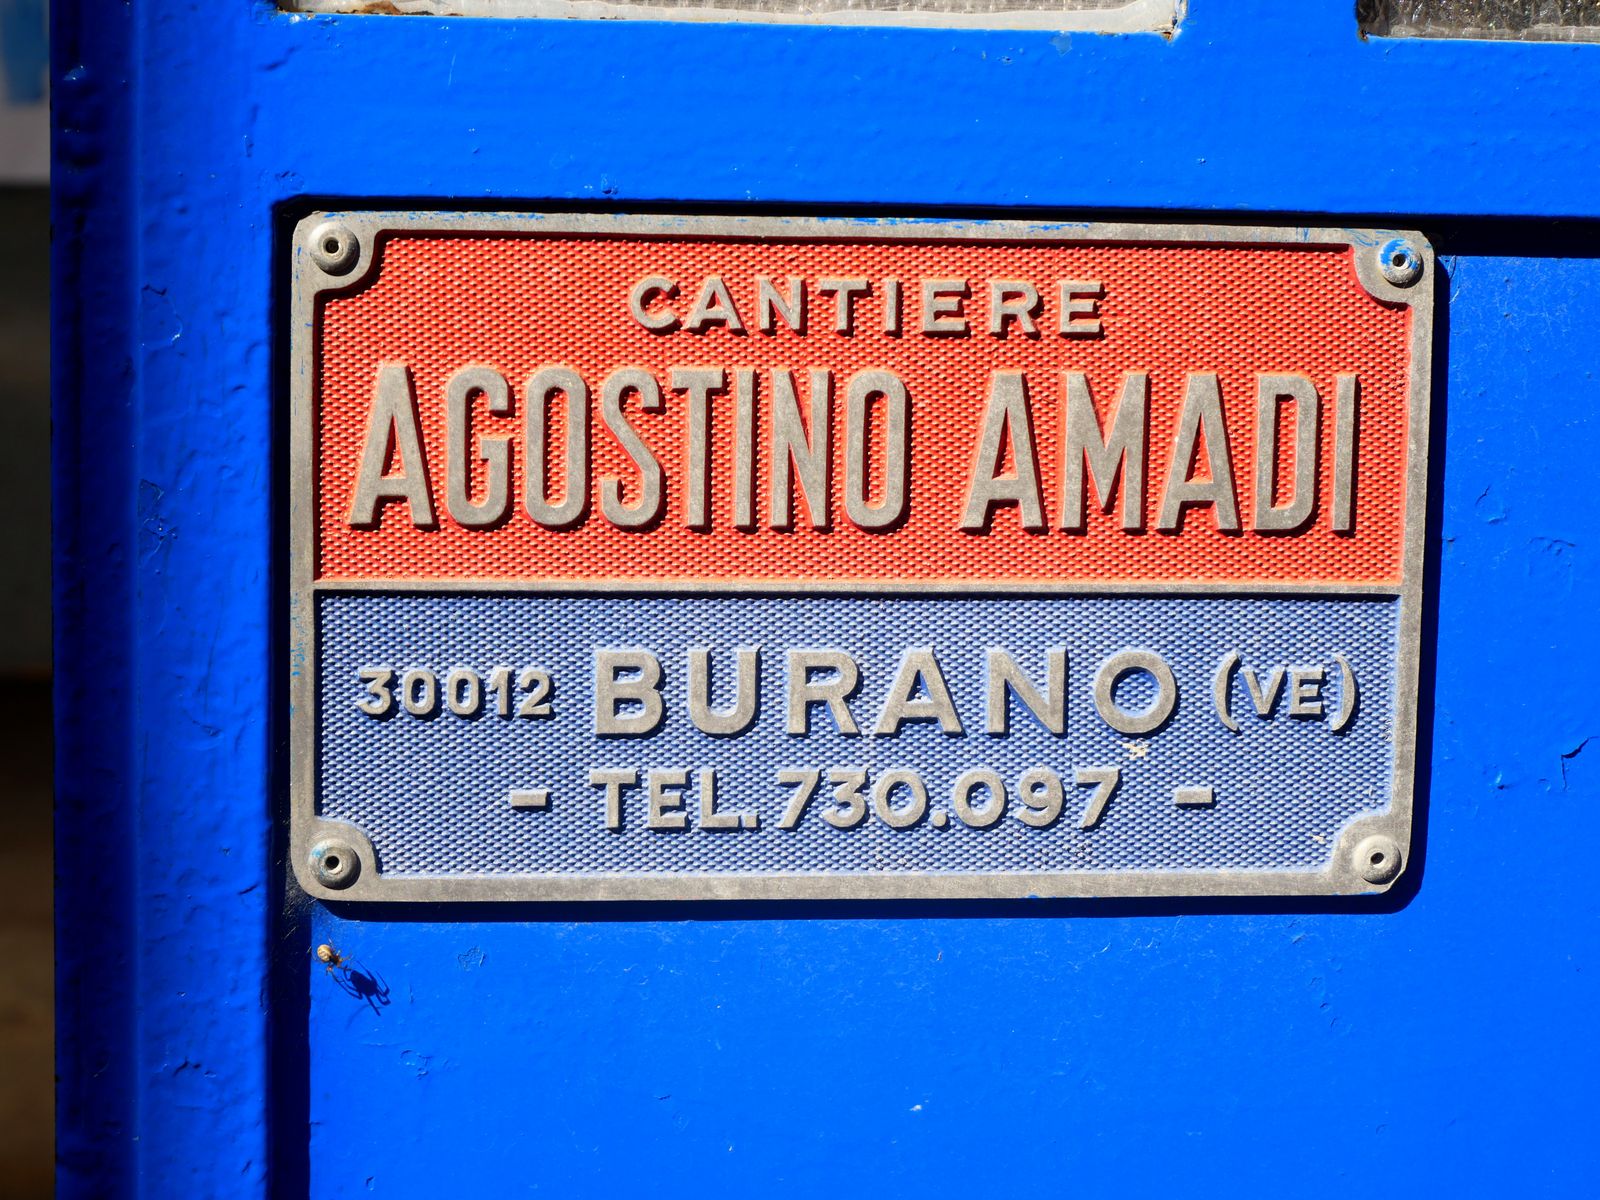 CANTIERE
AGOSTINO AMADI
30012 BURANO (VE)
- TEL. 730.097 -